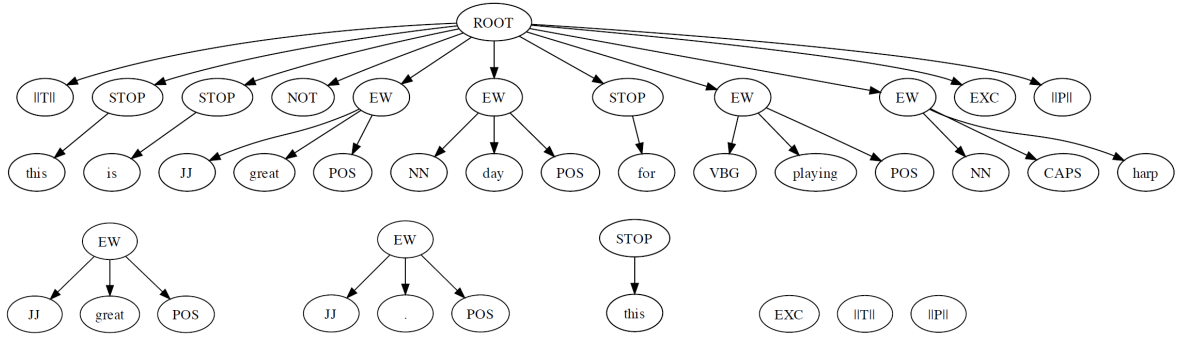 ROOT
||T|| STOP STOP NOT EW EW STOP EW EW EXC ||P||
this is JJ great POS NN day POS for VBG playing POS NN CAPS harp
EW EW STOP
JJ great POS JJ . POS this EXC ||T|| ||P||